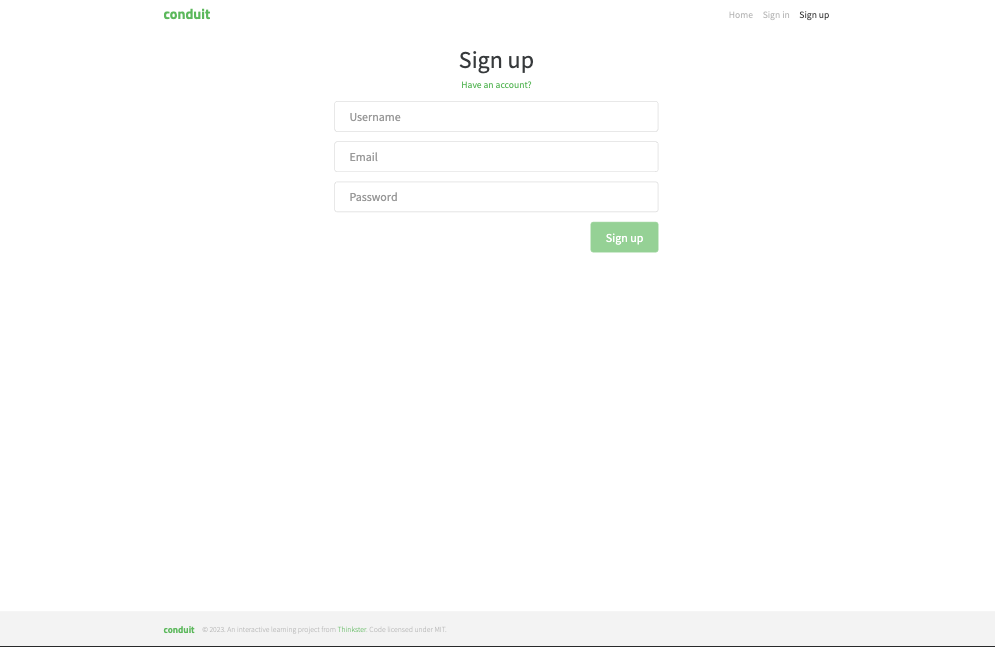 conduit
Home Sign in Sign up
Sign up
Have an account?
Username
Email
Password
Sign up
conduit © 2023. An interactive learning project from Thinkster. Code licensed under MIT.